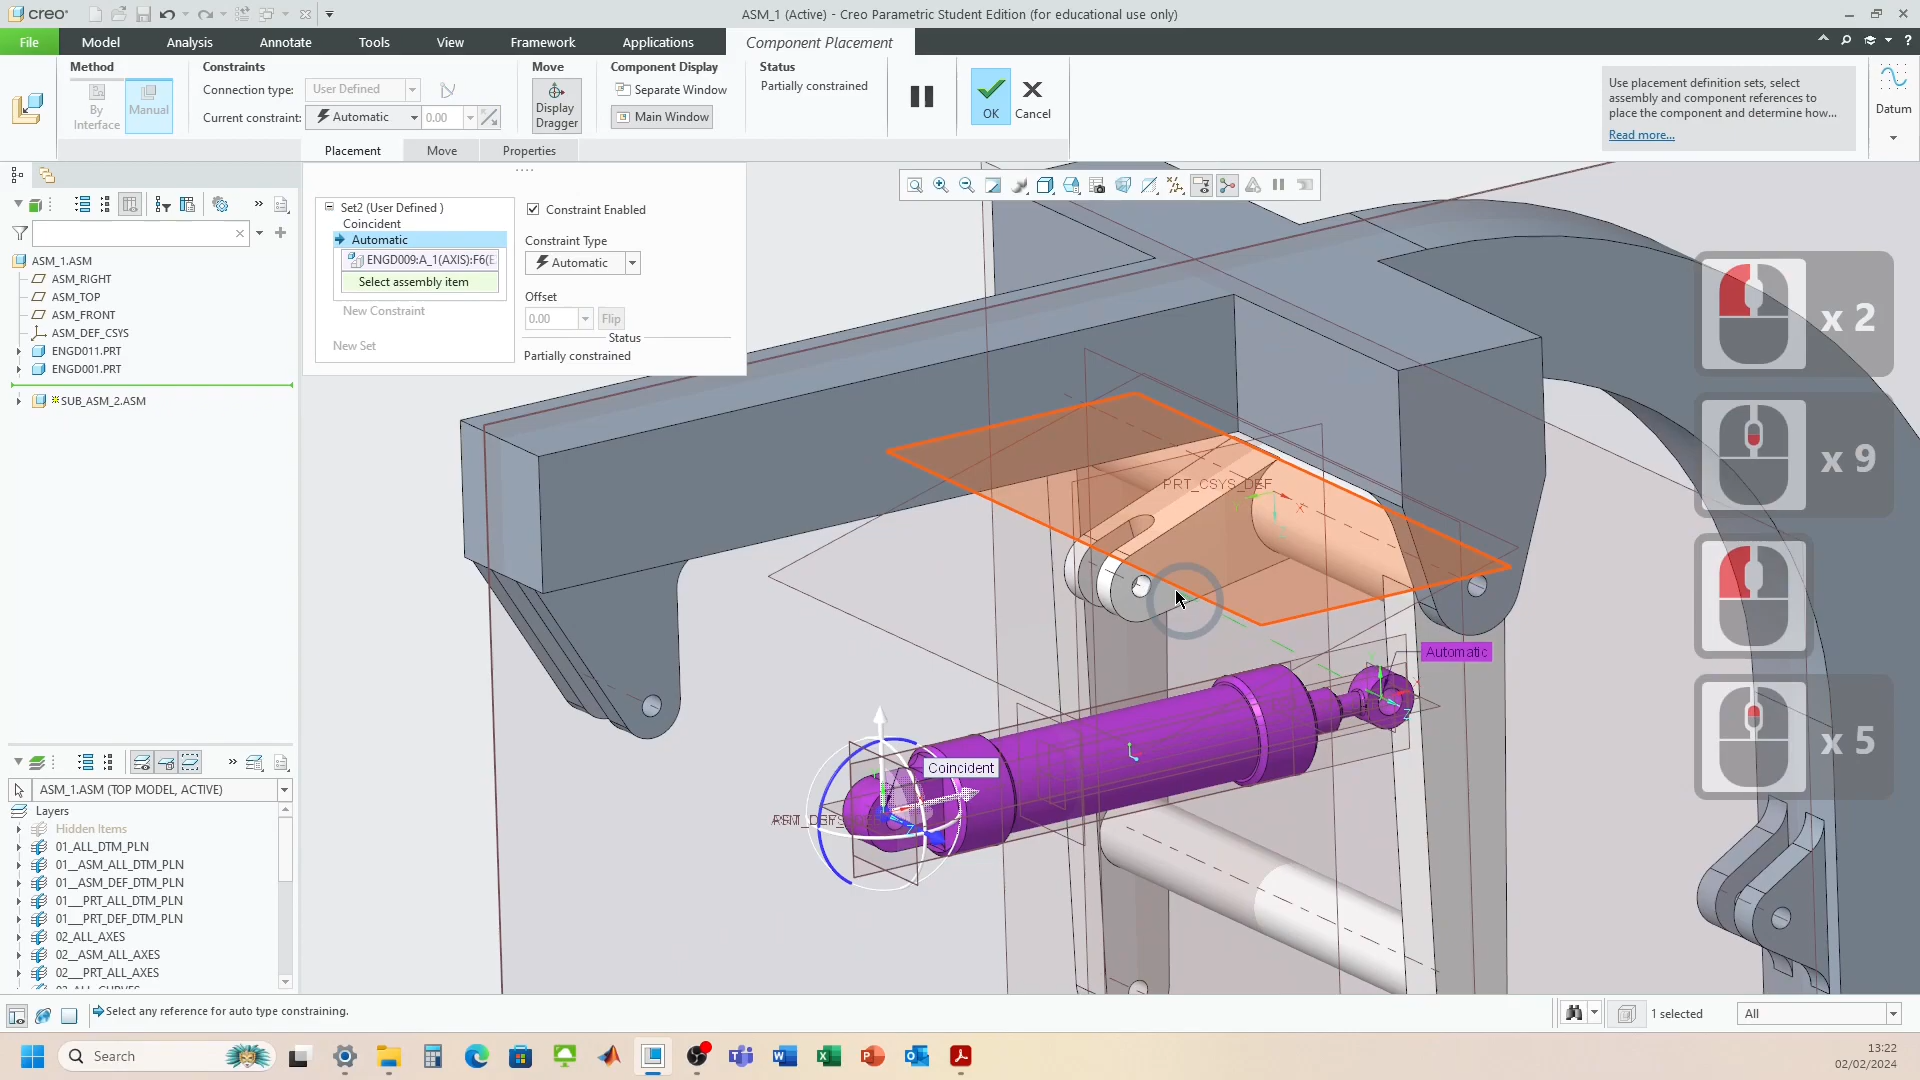 creo
ASM_1 (Active) - Creo Parametric Student Edition (for educational use only)
File
Model
Analysis
Annotate
Tools
View
Framework
Applications
Component Placement
Method
By Interface
Manual
Constraints
Connection type:
User Defined
Current constraint:
Automatic
0.00
Move
Display Dragger
Component Display
Separate Window
Main Window
Status
Partially constrained
OK
Cancel
Use placement definition sets, select
assembly and component references to
place the component and determine how...
Read more...
Datum
Placement
Move
Properties
Set2 (User Defined )
Coincident
Automatic
ENGD009:A_1(AXIS):F6(E
Select assembly item
New Constraint
New Set
Constraint Enabled
Constraint Type
Automatic
Offset
0.00
Flip
Status
Partially constrained
ASM_1.ASM
ASM_RIGHT
ASM_TOP
ASM_FRONT
ASM_DEF_CSYS
ENGD011.PRT
ENGD001.PRT
SUB_ASM_2.ASM
ASM_1.ASM (TOP MODEL, ACTIVE)
Layers
Hidden Items
01_ALL_DTM_PLN
01__ASM_ALL_DTM_PLN
01__ASM_DEF_DTM_PLN
01___PRT_ALL_DTM_PLN
01___PRT_DEF_DTM_PLN
02_ALL_AXES
02__ASM_ALL_AXES
02___PRT_ALL_AXES
PRT_CSYS_DEF
X
Automatic
Coincident
x 2
x 9
x 5
Select any reference for auto type constraining.
1 selected
All
Search
13:22
02/02/2024